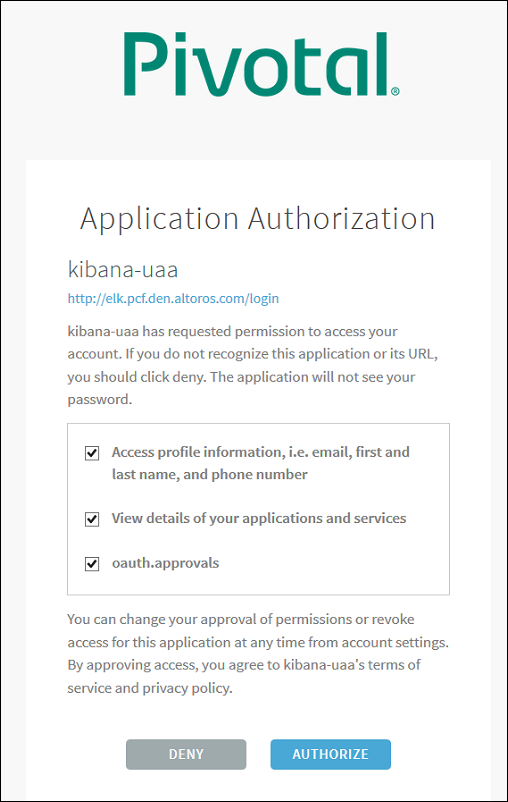 Pivotal®
Application Authorization
kibana-uaa
http://elk.pcf.den.altoros.com/login
kibana-uaa has requested permission to access your
account. If you do not recognize this application or its URL,
you should click deny. The application will not see your
password.
Access profile information, i.e. email, first and
last name, and phone number
View details of your applications and services
oauth.approvals
You can change your approval of permissions or revoke
access for this application at any time from account settings.
By approving access, you agree to kibana-uaa's terms of
service and privacy policy.
DENY
AUTHORIZE